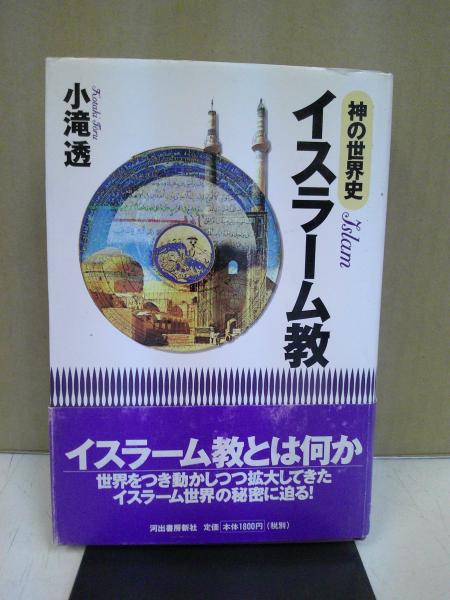 神の世界史
イスラーム教
Islam
小滝透
Kotaki Toru
イスラーム教とは何か
世界をつき動かしつつ拡大してきた
イスラーム世界の秘密に迫る!
河出書房新社 定価 本体1800円 (税別)